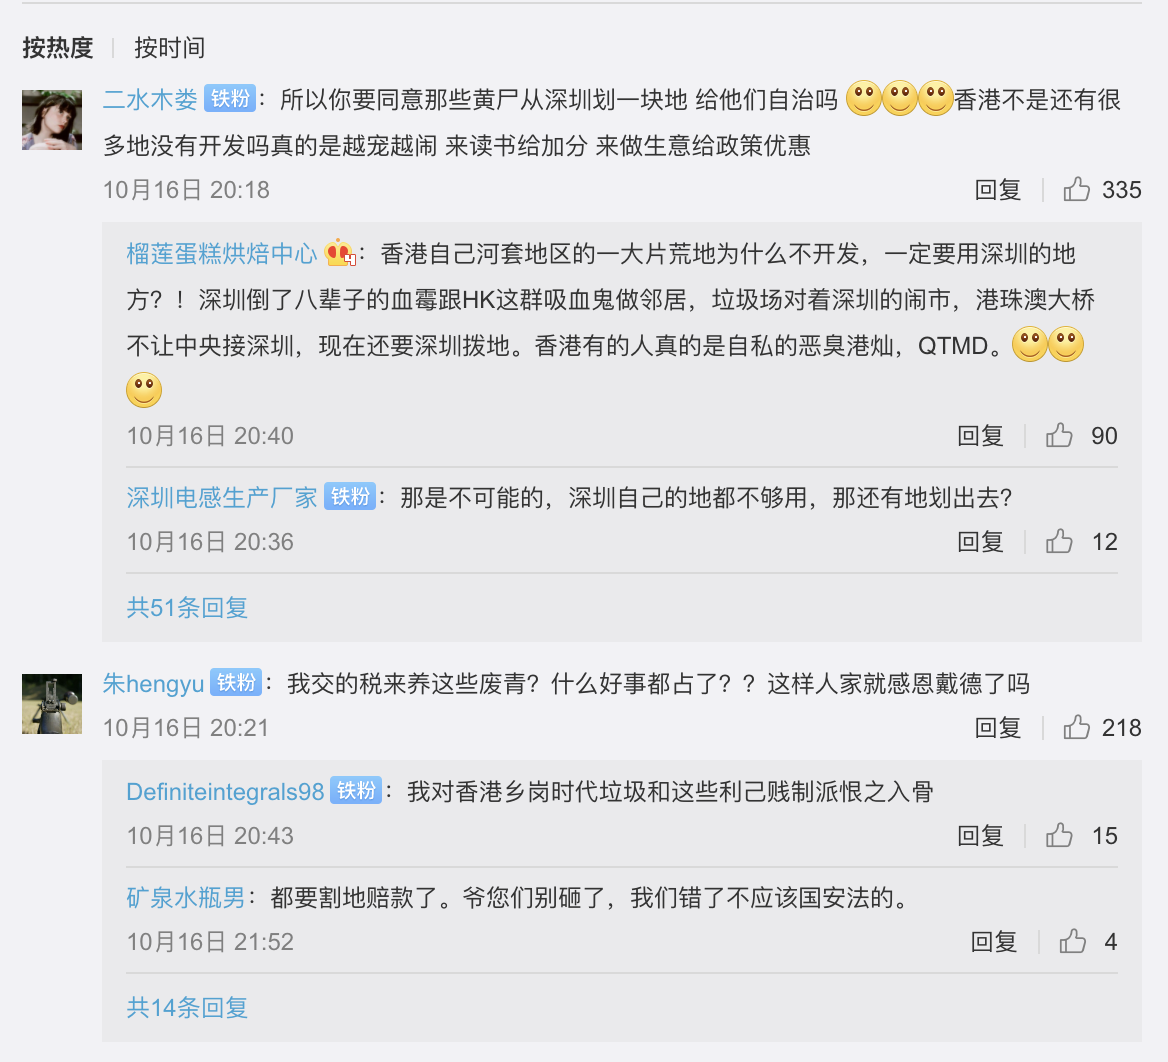 按热度 按时间
二水木娄 铁粉：所以你要同意那些黄尸从深圳划一块地 给他们自治吗 香港不是还有很
多地没有开发吗真的是越宠越闹 来读书给加分 来做生意给政策优惠
10月16日 20:18 回复 335
榴莲蛋糕烘焙中心 4：香港自己河套地区的一大片荒地为什么不开发，一定要用深圳的地
方？！深圳倒了八辈子的血霉跟HK这群吸血鬼做邻居，垃圾场对着深圳的闹市，港珠澳大桥
不让中央接深圳，现在还要深圳拨地。香港有的人真的是自私的恶臭港灿，QTMD。
10月16日 20:40 回复 90
深圳电感生产厂家 铁粉：那是不可能的，深圳自己的地都不够用，那还有地划出去?
10月16日 20:36 回复 12
共51条回复
朱hengyu 铁粉：我交的税来养这些废青？什么好事都占了？？这样人家就感恩戴德了吗
10月16日 20:21 回复 218
Definiteintegrals98 铁粉：我对香港乡岗时代垃圾和这些利己贱制派恨之入骨
10月16日 20:43 回复 15
矿泉水瓶男：都要割地赔款了。爷您们别砸了，我们错了不应该国安法的。
10月16日 21:52 回复 4
共14条回复